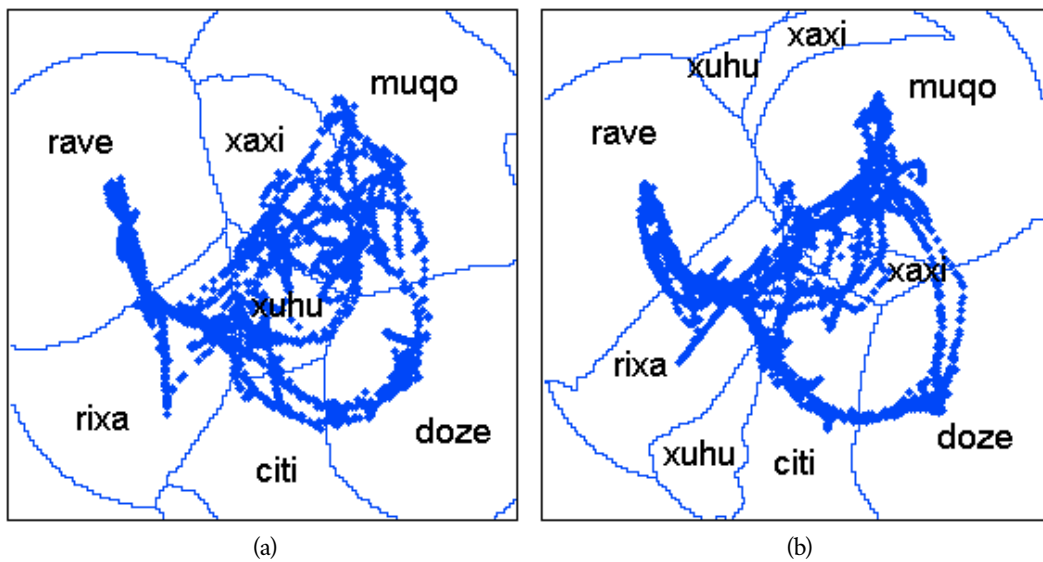 muqo
rave
xaxi
xuhu
rixa
doze
citi
(a)
xaxi
xuhu
muqo
rave
xaxi
rixa
doze
xuhu
citi
(b)